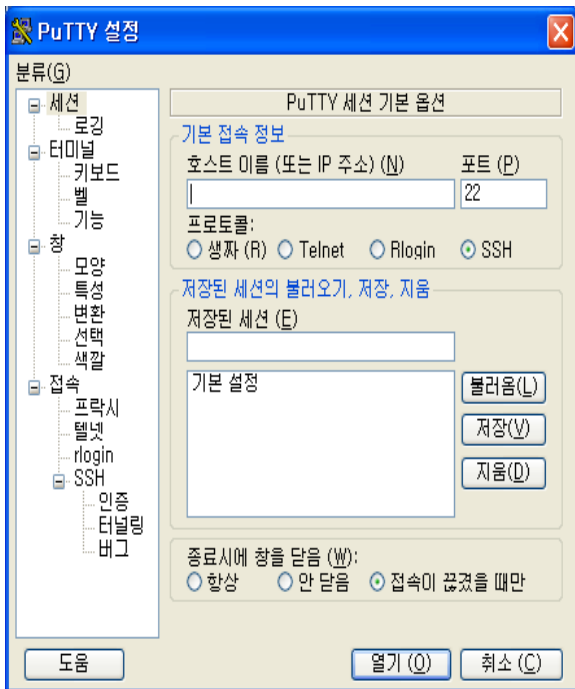 PuTTY 설정
분류(G)
세션
로깅
터미널
키보드
벨
기능
창
모양
특성
변환
선택
색깔
접속
프락시
텔넷
rlogin
SSH
인증
터널링
버그
PuTTY 세션 기본 옵션
기본 접속 정보
호스트 이름 (또는 IP 주소) (N) 포트 (P)
22
프로토콜:
생짜 (R) Telnet Rlogin SSH
저장된 세션의 불러오기, 저장, 지움
저장된 세션 (E)
기본 설정
불러옴(L)
저장(V)
지움(D)
종료시에 창을 닫음 (W):
항상 안 닫음 접속이 끊겼을 때만
도움 열기 (O) 취소 (C)